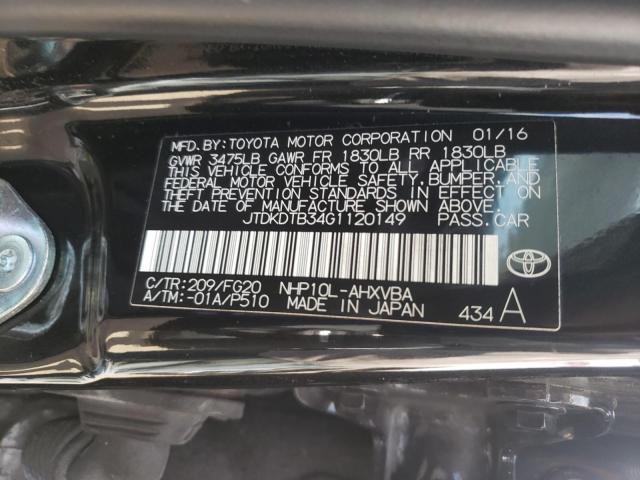 MFD. BY: TOYOTA MOTOR CORPORATION 01/16
GVWR 3475LB GAWR FR 1830LB RR 1830LB
THIS VEHICLE CONFORMS TO ALL APPLICABLE
FEDERAL MOTOR VEHICLE SAFETY, BUMPER, AND
THEFT PREVENTION STANDARDS IN EFFECT ON
THE DATE OF MANUFACTURE SHOWN ABOVE.
JTDKDTB34G1120149 PASS.CAR
C/TR: 209/FG20 NHP10L-AHXVBA
A/TM: -01A/P510 MADE IN JAPAN 434 A